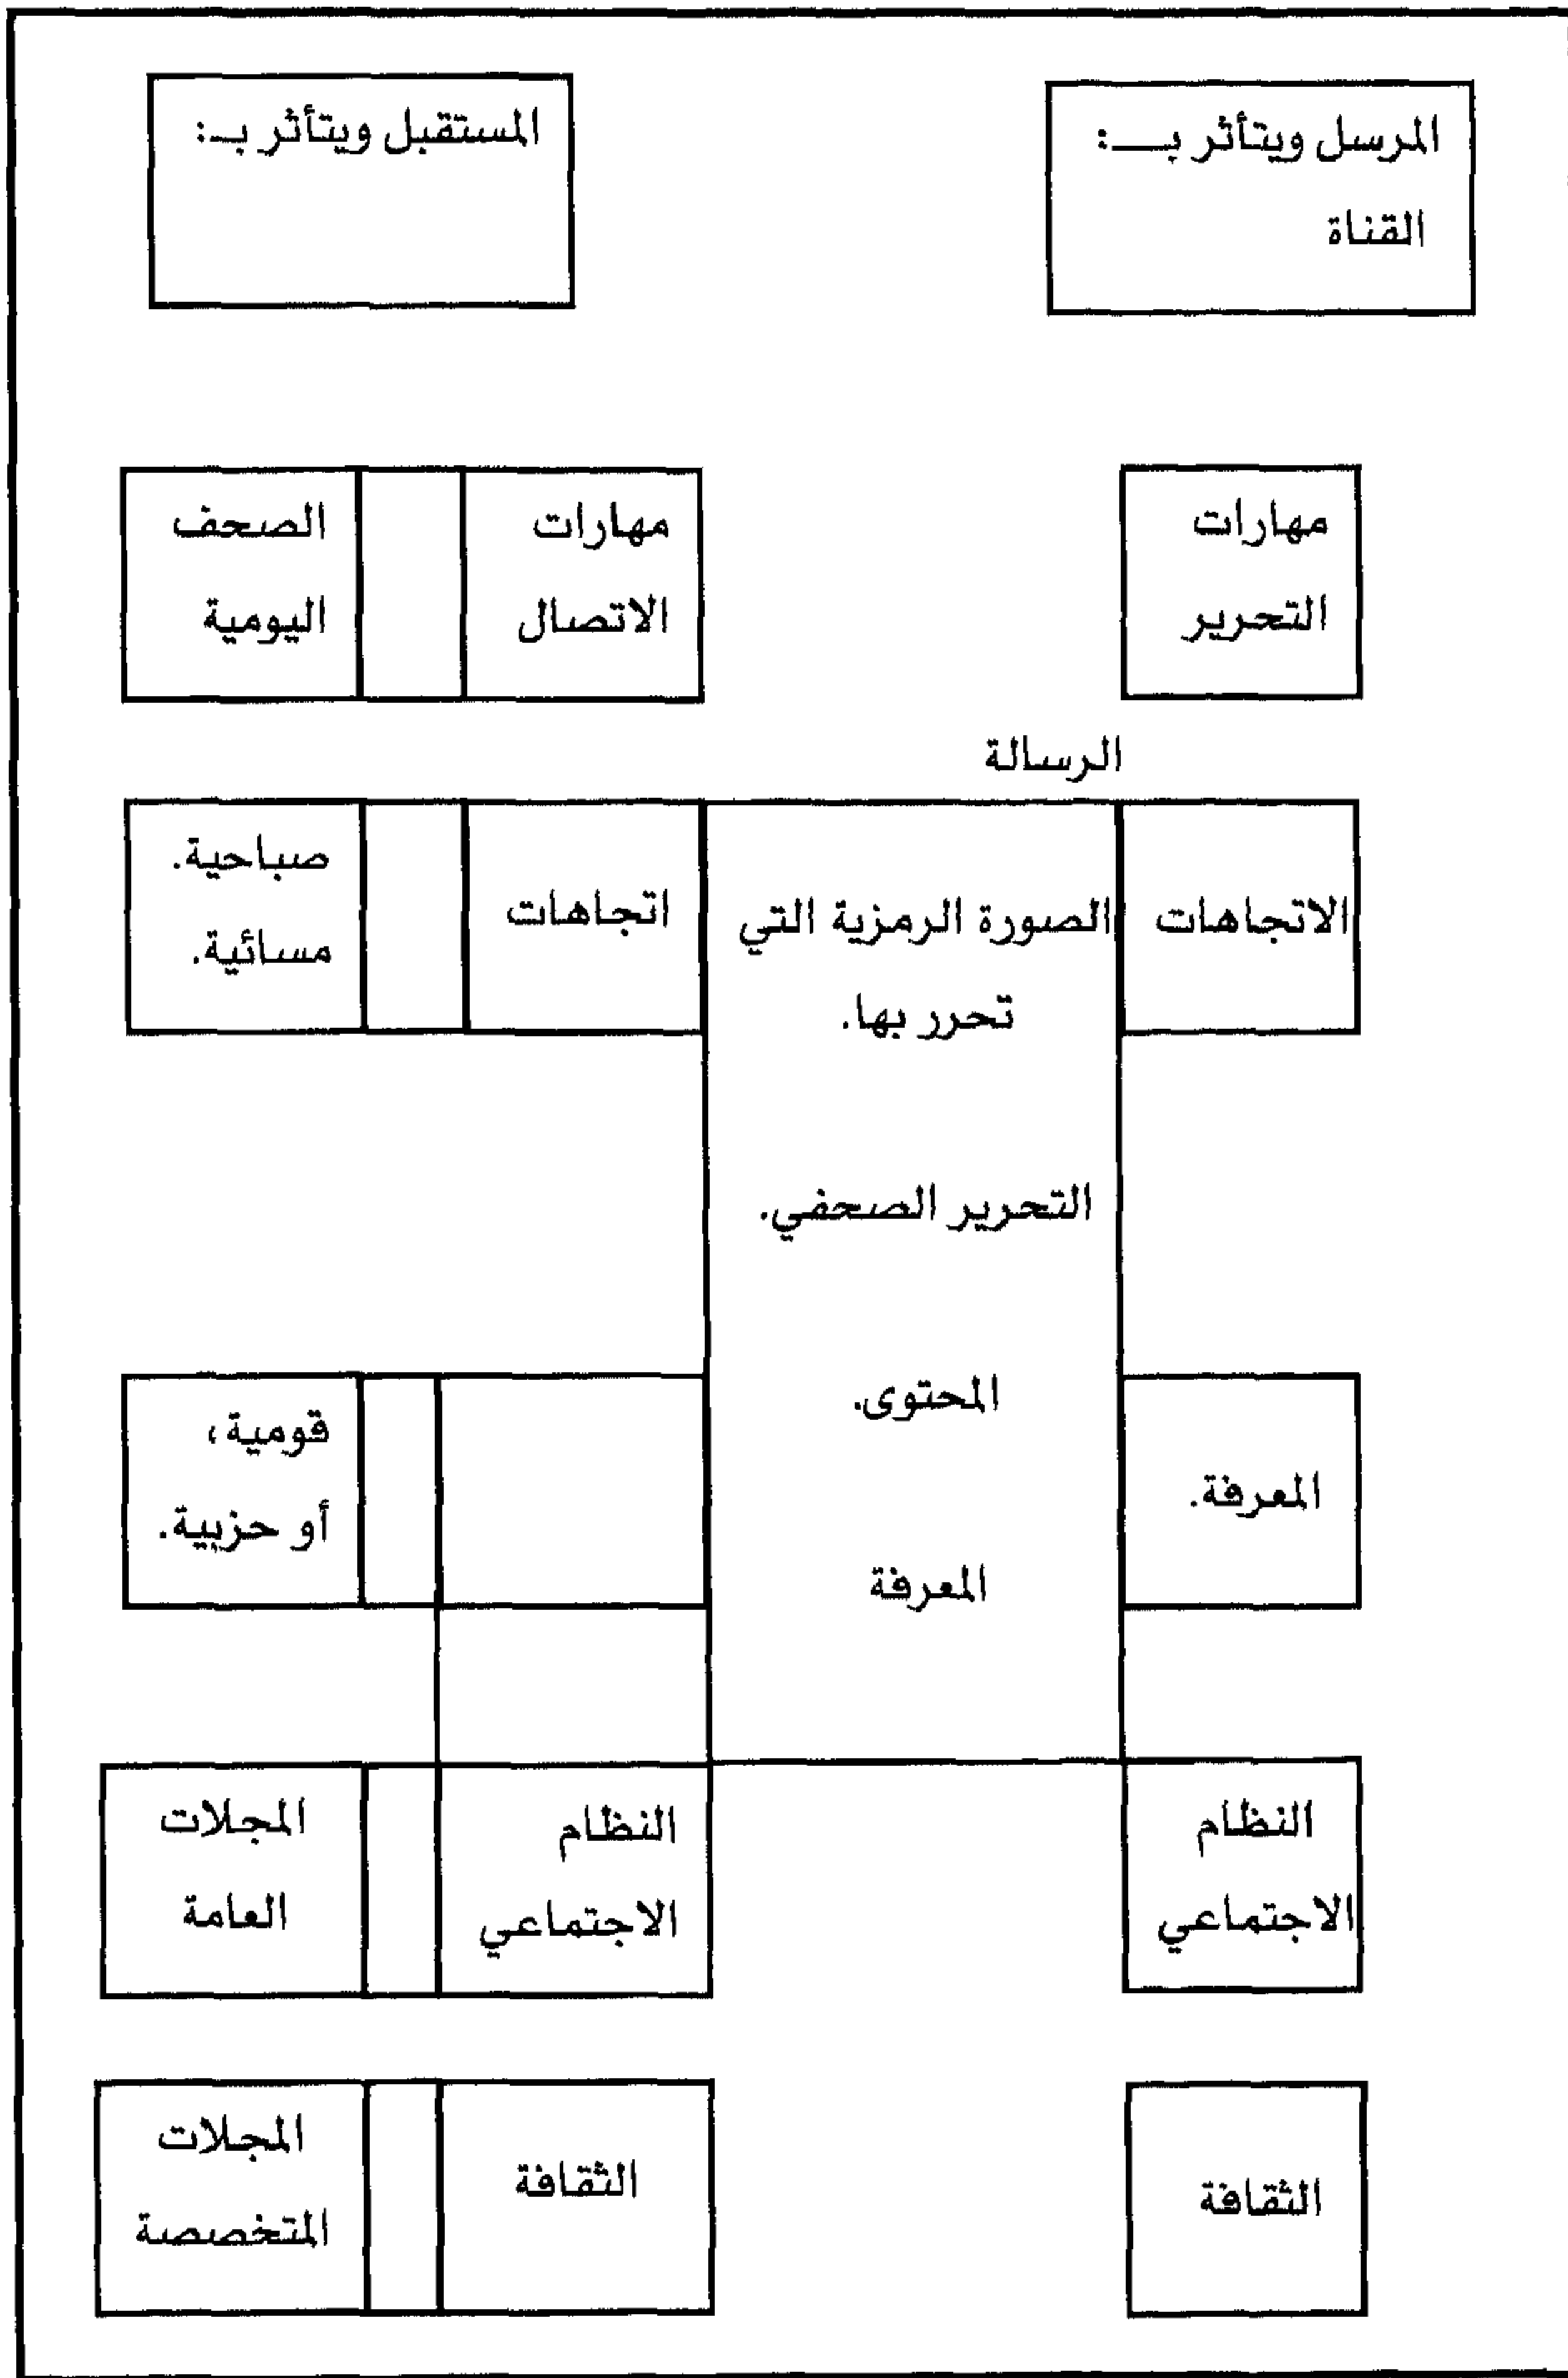 المرسل ويتأثر بـــ:
القناة
المستقبل ويتأثر بـ:
مهارات
التحرير
مهارات
الاتصال
الصحف
اليومية
الرسالة
الاتجاهات
الصورة الرمزية التي
تحرر بها.
التحرير الصحفي.
المحتوى.
المعرفة
اتجاهات
صباحية.
مسائية.
المعرفة.
قومية،
أو حزبية.
النظام
الاجتماعي
النظام
الاجتماعي
المجلات
العامة
الثقافة
الثقافة
المجلات
المتخصصة